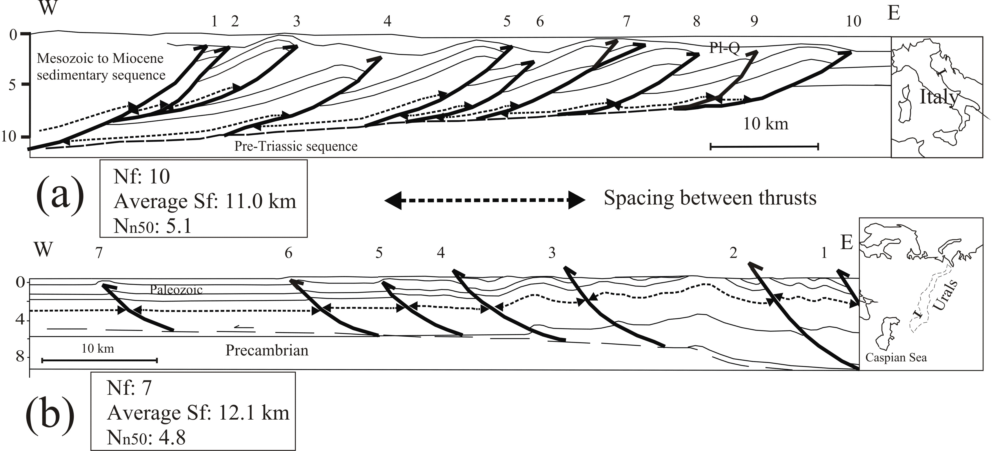 W
E
1 2 3 4 5 6 7 8 9 10
0
5
10
Mesozoic to Miocene
sedimentary sequence
Pl-Q
Italy
10 km
Pre-Triassic sequence
(a)
Nf: 10
Average Sf: 11.0 km
Nn50: 5.1
Spacing between thrusts
W
E
7 6 5 4 3 2 1
0
4
8
Paleozoic
10 km
Precambrian
Urals
Caspian Sea
(b)
Nf: 7
Average Sf: 12.1 km
Nn50: 4.8